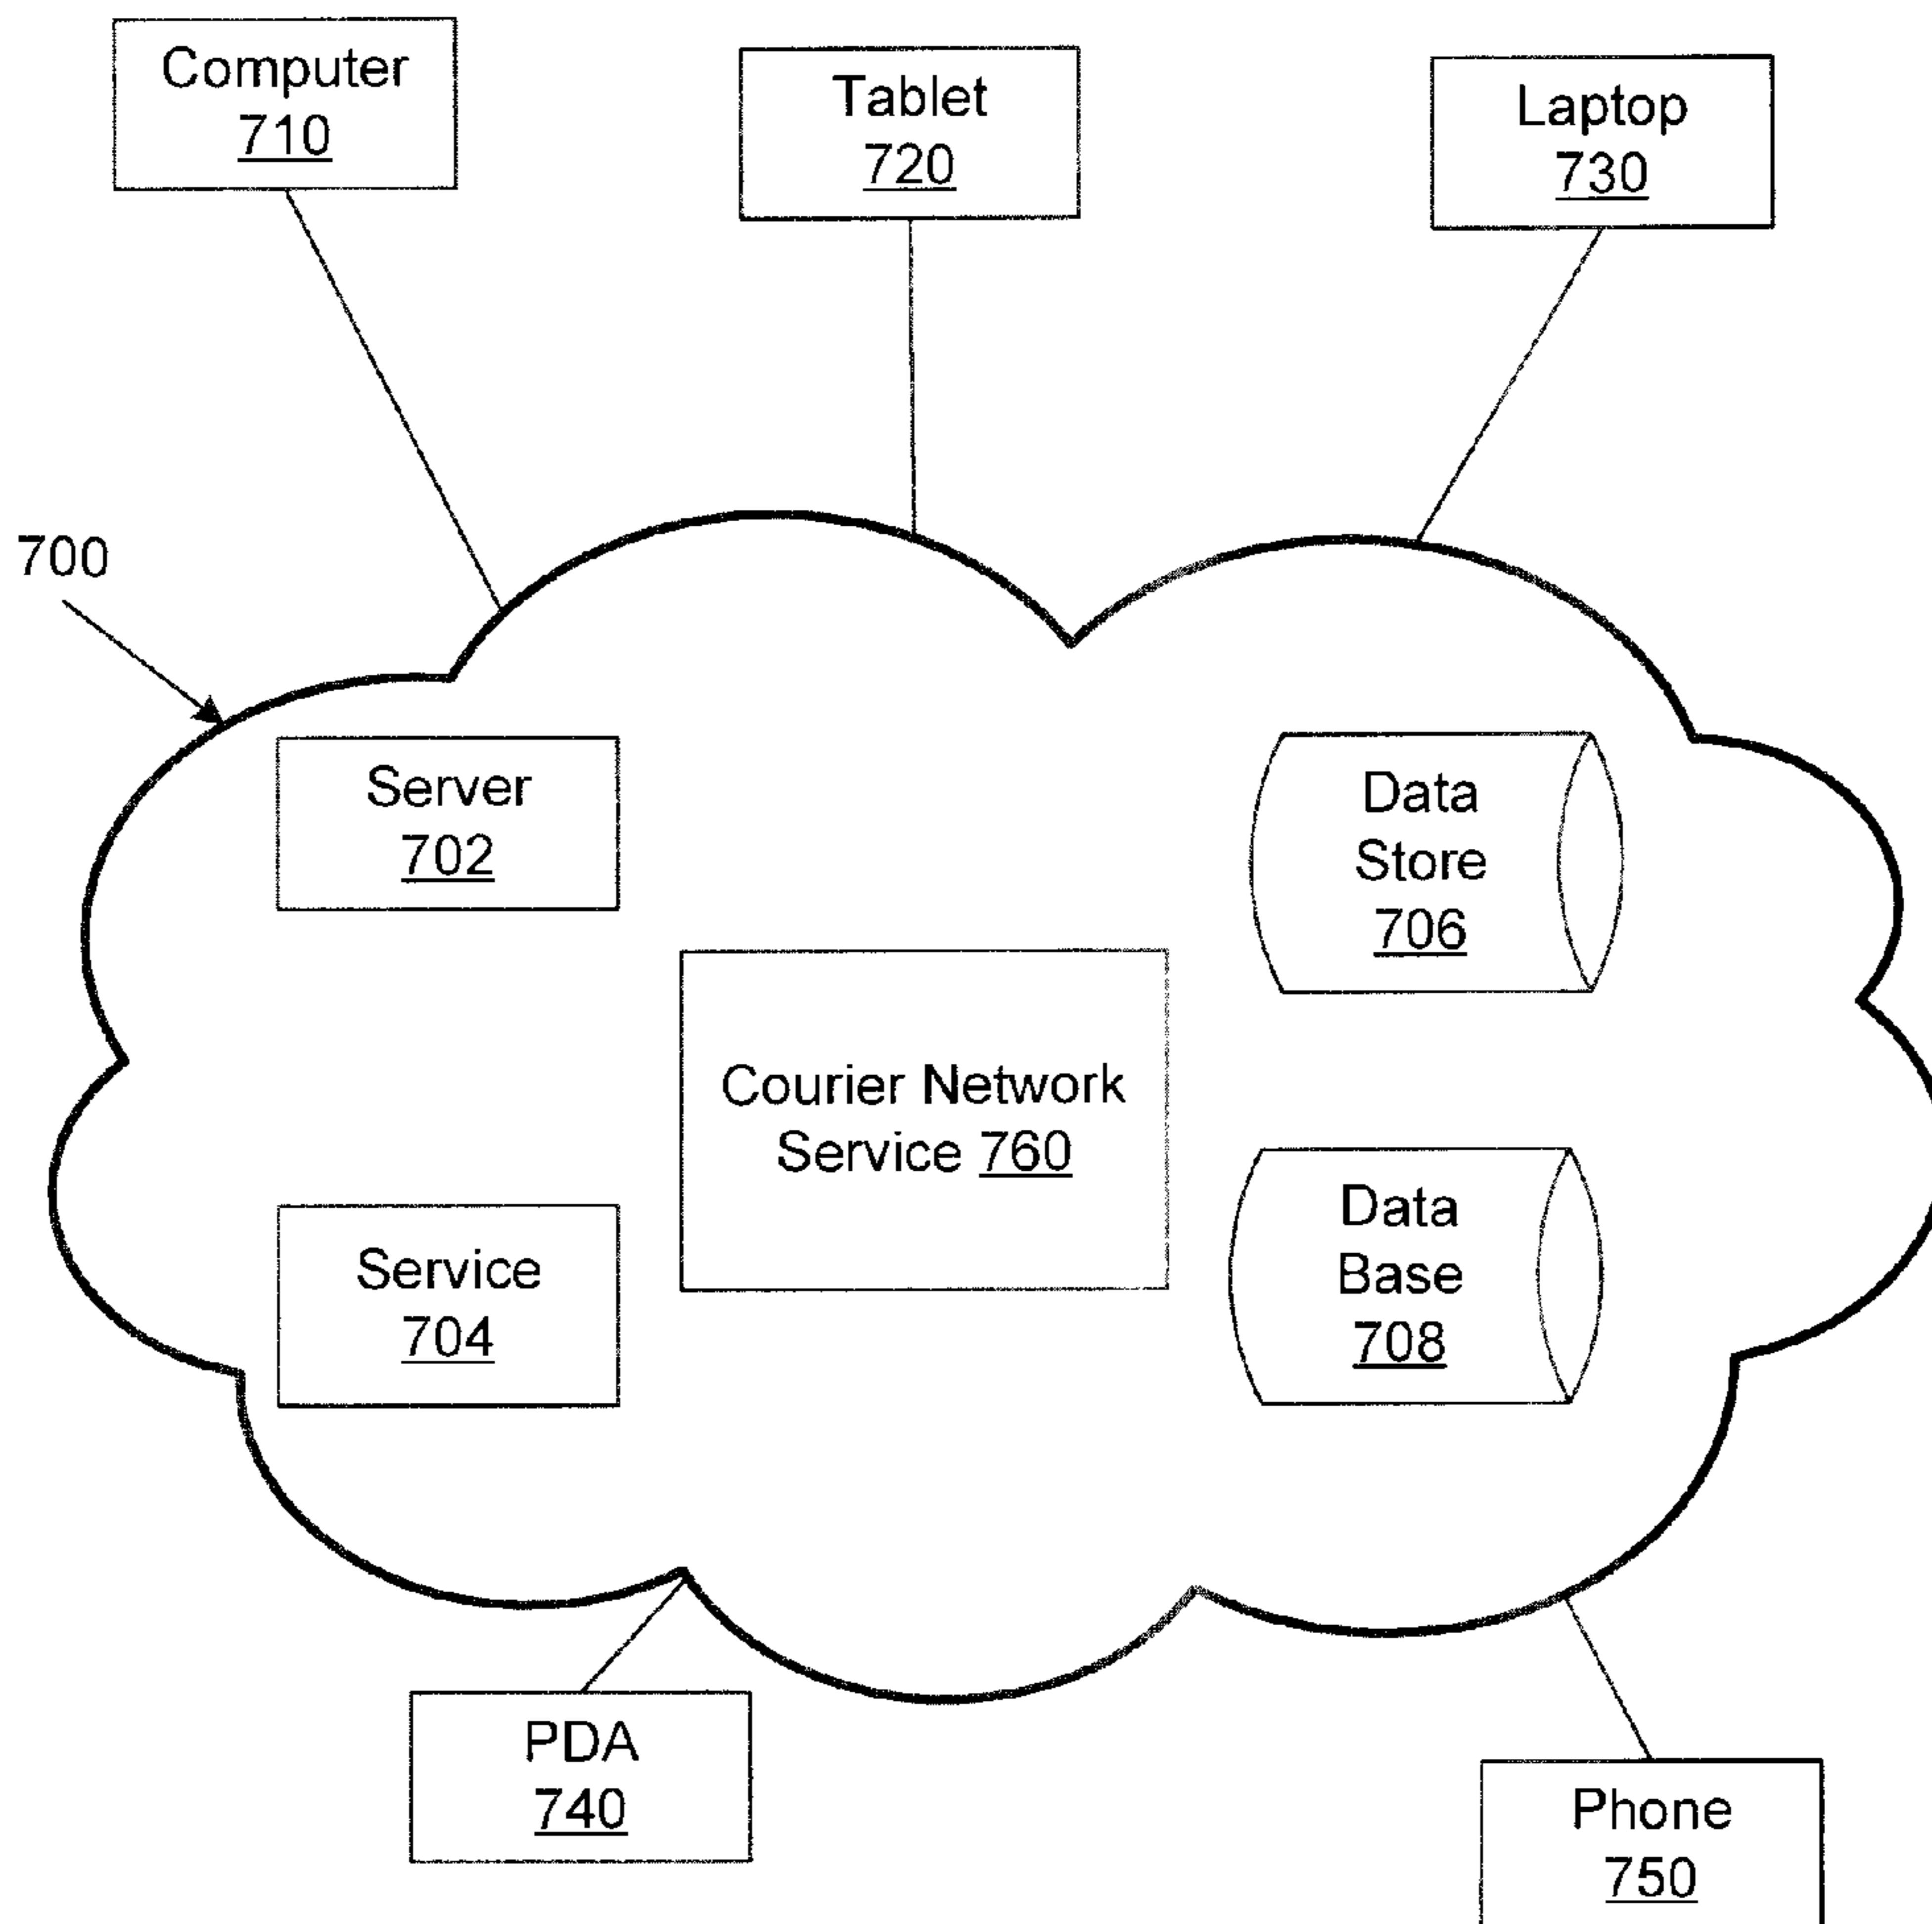 Computer
710
Tablet
720
Laptop
730
700
Server
702
Data
Store
706
Courier Network
Service 760
Service
704
Data
Base
708
PDA
740
Phone
750